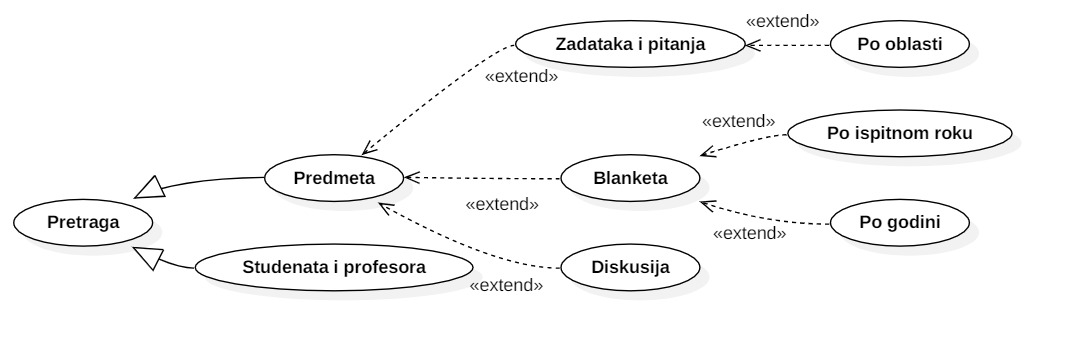 «extend»
Zadataka i pitanja
Po oblasti
«extend»
«extend»
Po ispitnom roku
Predmeta
Blanketa
«extend»
Pretraga
Po godini
«extend»
Studenata i profesora
Diskusija
«extend»